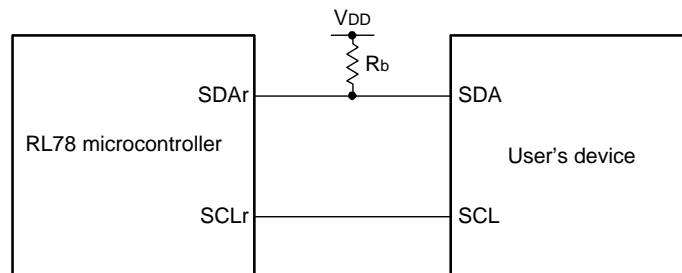 VDD
Rb
SDAr
SDA
RL78 microcontroller
User's device
SCLr
SCL